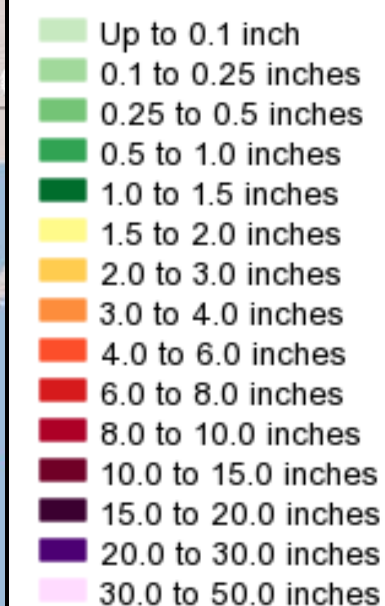 Up to 0.1 inch
0.1 to 0.25 inches
0.25 to 0.5 inches
0.5 to 1.0 inches
1.0 to 1.5 inches
1.5 to 2.0 inches
2.0 to 3.0 inches
3.0 to 4.0 inches
4.0 to 6.0 inches
6.0 to 8.0 inches
8.0 to 10.0 inches
10.0 to 15.0 inches
15.0 to 20.0 inches
20.0 to 30.0 inches
30.0 to 50.0 inches